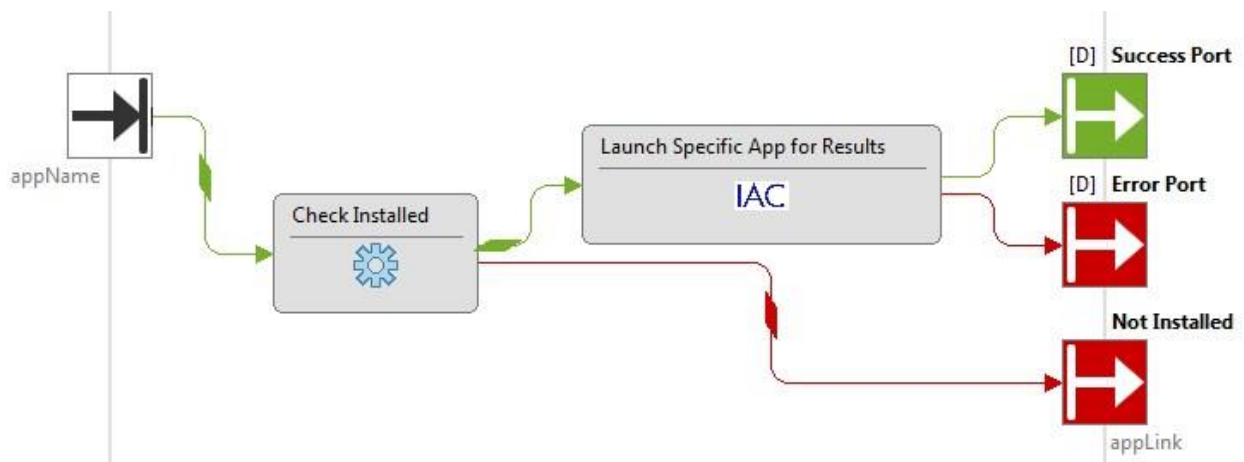 [D] Success Port
appName
Launch Specific App for Results
IAC
[D] Error Port
Check Installed
Not Installed
appLink